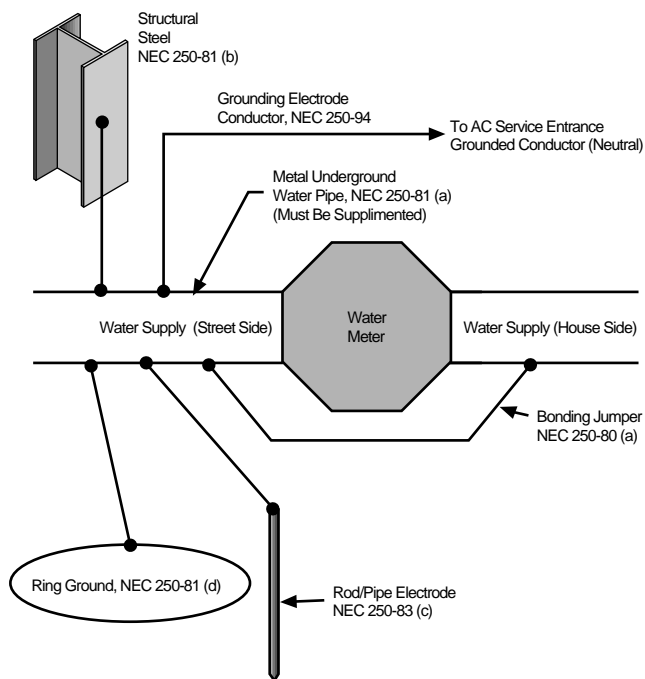 Structural
Steel
NEC 250-81 (b)
Grounding Electrode
Conductor, NEC 250-94
To AC Service Entrance
Grounded Conductor (Neutral)
Metal Underground
Water Pipe, NEC 250-81 (a)
(Must Be Supplimented)
Water Supply (Street Side)
Water
Meter
Water Supply (House Side)
Bonding Jumper
NEC 250-80 (a)
Ring Ground, NEC 250-81 (d)
Rod/Pipe Electrode
NEC 250-83 (c)